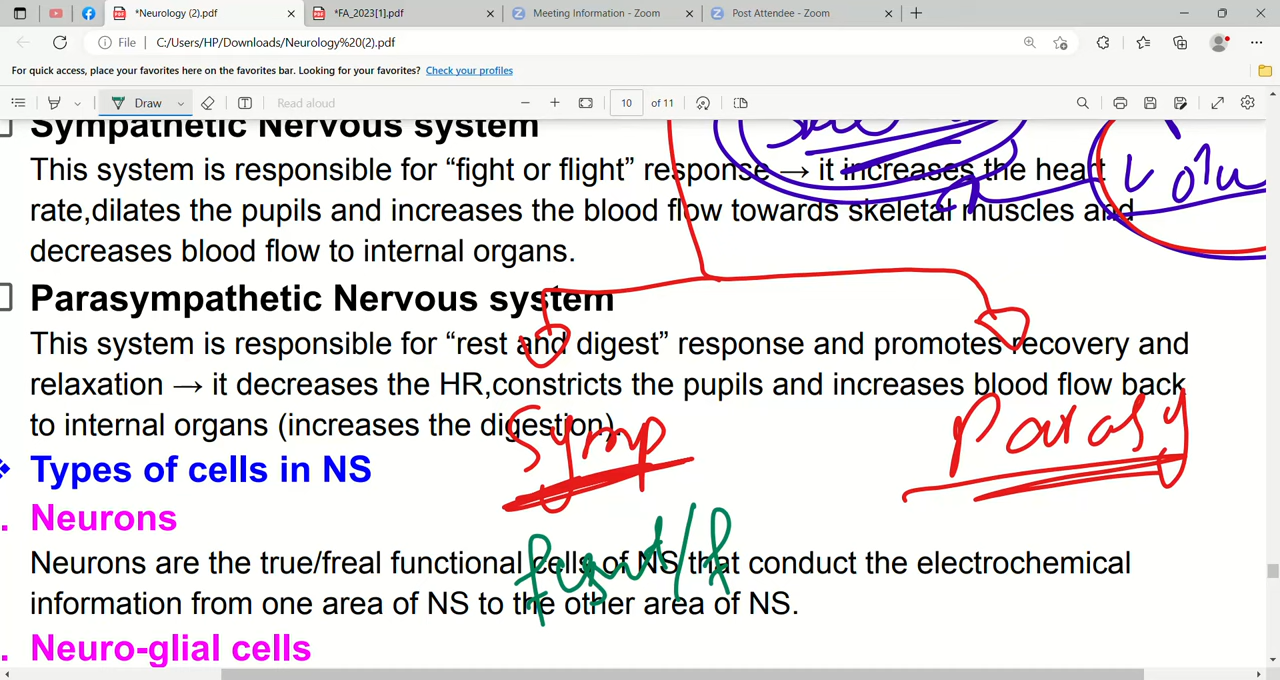 *Neurology (2).pdf
*FA_2023[1].pdf
Meeting Information - Zoom
Post Attendee - Zoom
File
C:/Users/HP/Downloads/Neurology%20(2).pdf
For quick access, place your favorites here on the favorites bar. Looking for your favorites? Check your profiles
Draw
Read aloud
10 of 11
Sympathetic Nervous system
This system is responsible for “fight or flight” response → it increases the heart
rate,dilates the pupils and increases the blood flow towards skeletal muscles and
decreases blood flow to internal organs.
Parasympathetic Nervous system
This system is responsible for “rest and digest” response and promotes recovery and
relaxation → it decreases the HR,constricts the pupils and increases blood flow back
to internal organs (increases the digestion).
Symp
Parasy
Types of cells in NS
. Neurons
Neurons are the true/freal functional cells of NS that conduct the electrochemical
information from one area of NS to the other area of NS.
. Neuro-glial cells